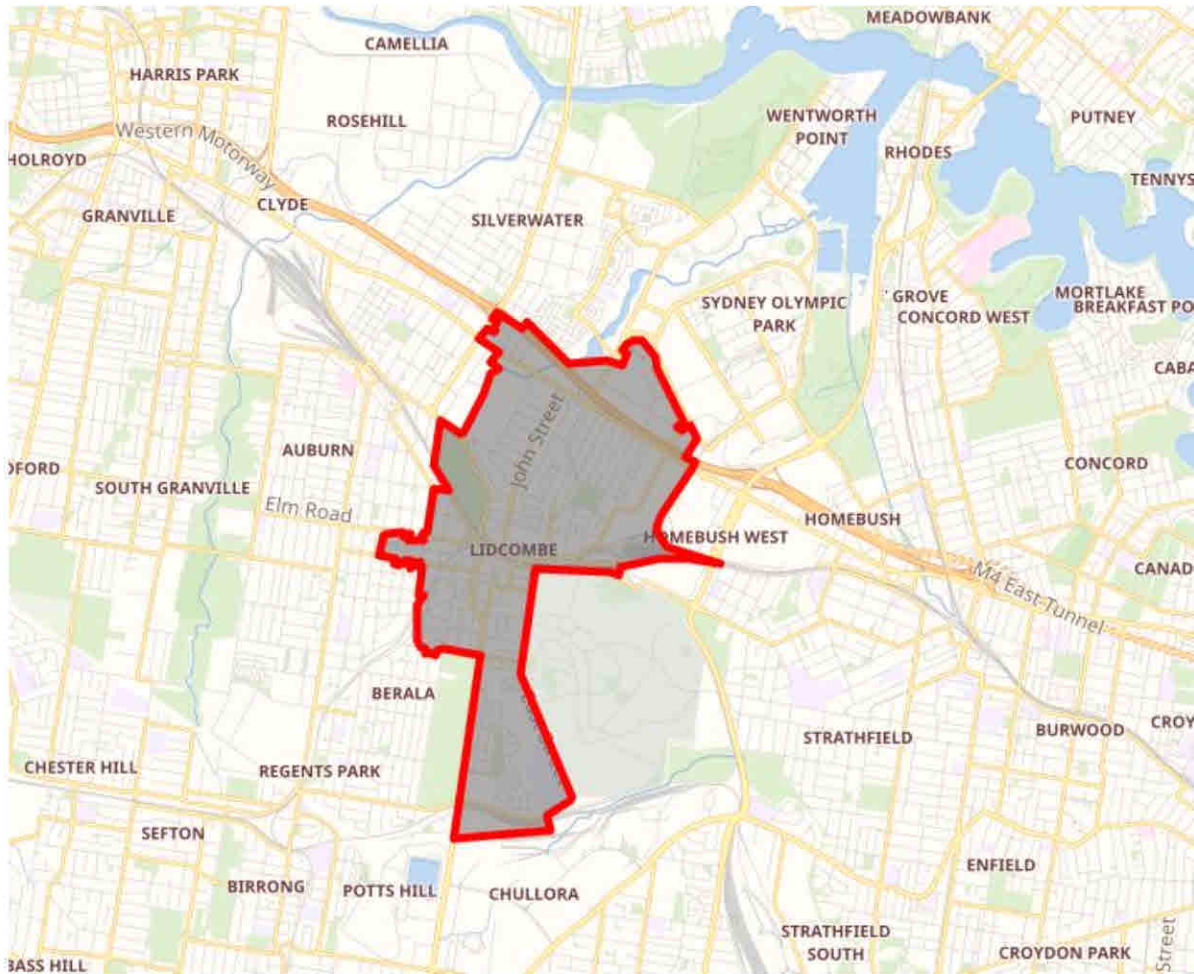 MEADOWBANK
CAMELLIA
HARRIS PARK
ROSEHILL
WENTWORTH
POINT
PUTNEY
Western Motorway
HOLROYD
RHODES
TENNYS
CLYDE
GRANVILLE
SILVERWATER
SYDNEY OLYMPIC
PARK
GROVE
CONCORD WEST
MORTLAKE
BREAKFAST PO
CABA
John Street
AUBURN
DFORD
SOUTH GRANVILLE
CONCORD
Elm Road
HOMEBUSH
LIDCOMBE
HOMEBUSH WEST
CANAD
M4 East Tunnel
BERALA
STRATHFIELD
BURWOOD
CROY
CHESTER HILL
REGENTS PARK
SEFTON
ENFIELD
BIRRONG
POTTS HILL
CHULLORA
STRATHFIELD
SOUTH
CROYDON PARK
Street
BASS HILL